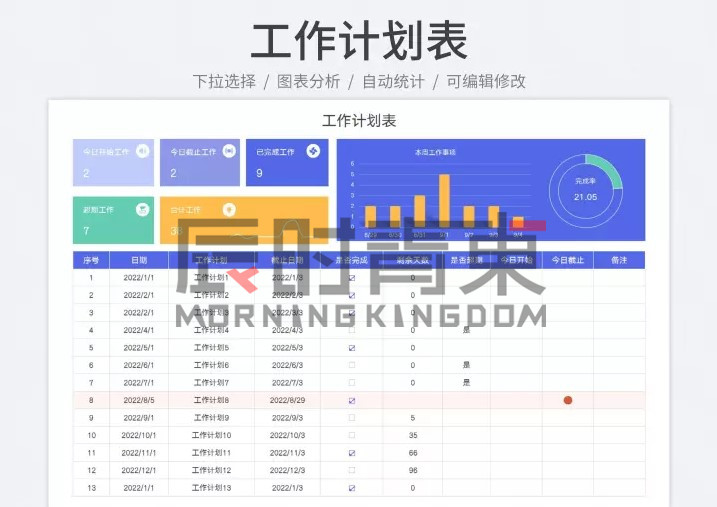 工作计划表
下拉选择 / 图表分析 / 自动统计 / 可编辑修改
工作计划表
今日开始工作
2
今日截止工作
2
已完成工作
9
逾期工作
7
本周工作事项
6
5
4
3
2
1
0
完成率
21.05
MORNING KINGDOM
序号 日期 工作计划 截止日期 是否完成 剩余天数 是否超期 今日开始 今日截止 备注
1 2022/1/1 工作计划1 2022/1/3 0
2 2022/2/1 工作计划2 2022/2/3 0
3 2022/2/1 工作计划3 0
4 2022/4/1 工作计划4 2022/4/3 0 是
5 2022/5/1 工作计划5 2022/5/3 0
6 2022/6/1 工作计划6 2022/6/3 0 是
7 2022/7/1 工作计划7 2022/7/3 0 是
8 2022/8/5 工作计划8 2022/8/29
9 2022/9/1 工作计划9 2022/9/3 5
10 2022/10/1 工作计划10 2022/10/3 35
11 2022/11/1 工作计划11 2022/11/3 66
12 2022/12/1 工作计划12 2022/12/3 96
13 2022/1/1 工作计划13 2022/1/3 0